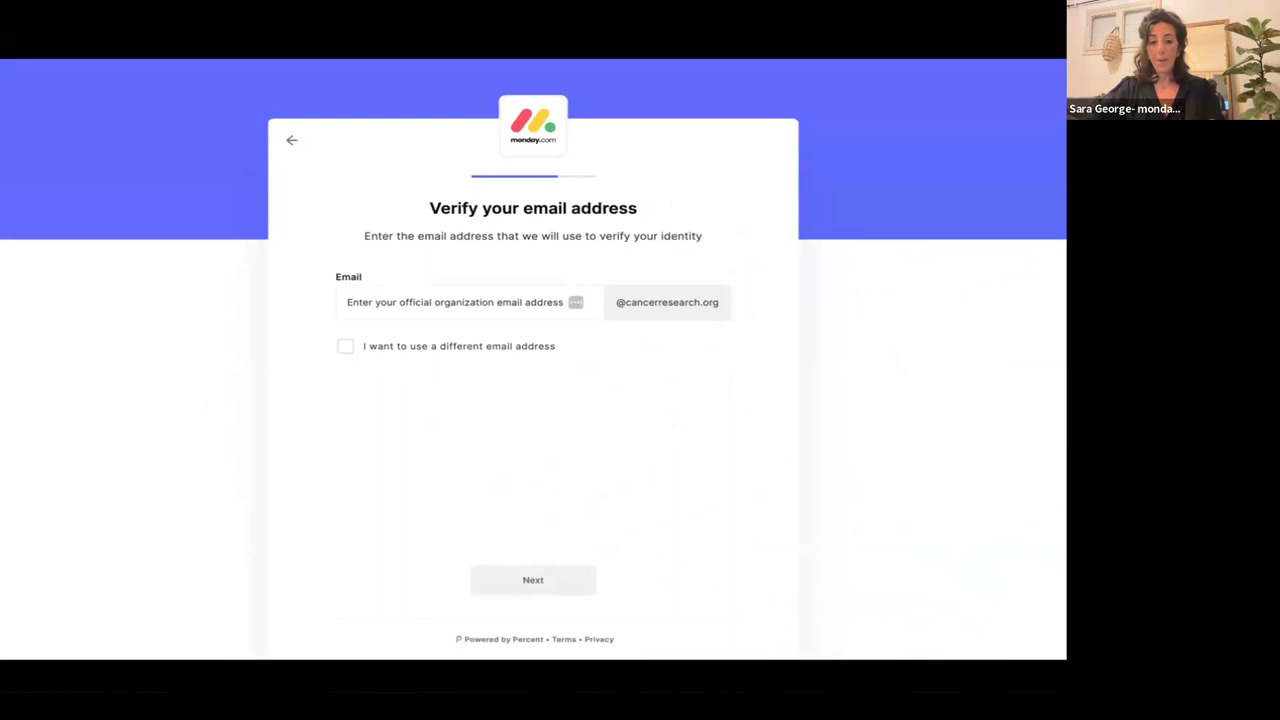 monday.com
Verify your email address
Enter the email address that we will use to verify your identity
Email
Enter your official organization email address
@cancerresearch.org
I want to use a different email address
Next
Powered by Percent • Terms • Privacy
Sara George- monda...